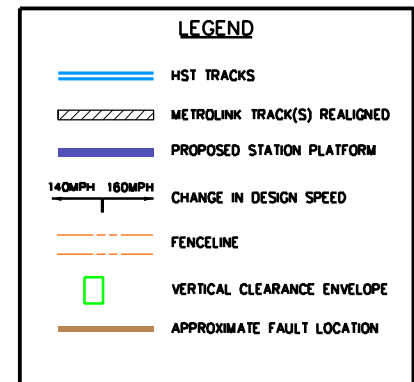 LEGEND
HST TRACKS
METROLINK TRACK(S) REALIGNED
PROPOSED STATION PLATFORM
140MPH 160MPH CHANGE IN DESIGN SPEED
FENCELINE
VERTICAL CLEARANCE ENVELOPE
APPROXIMATE FAULT LOCATION